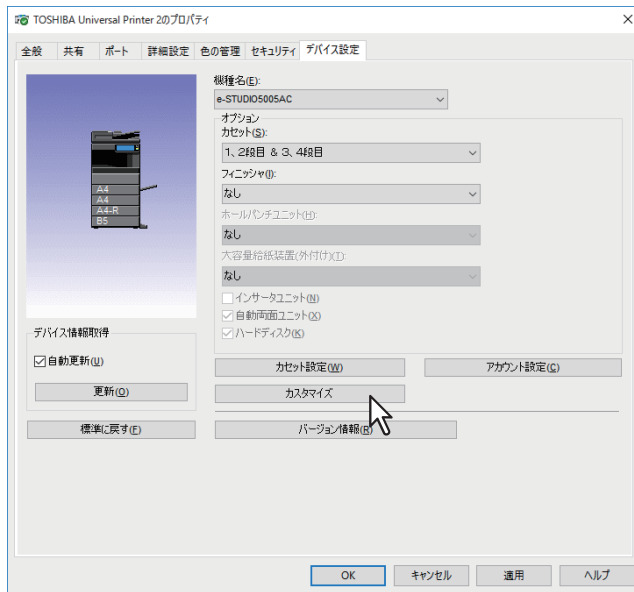 TOSHIBA Universal Printer 2のプロパティ
全般 共有 ポート 詳細設定 色の管理 セキュリティ デバイス設定
機種名(E):
e-STUDIO5005AC
オプション
カセット(S):
1、2段目 & 3、4段目
フィニッシャ(I):
なし
ホールパンチユニット(H):
なし
大容量給紙装置(外付け)(T):
なし
インサータユニット(N)
自動両面ユニット(X)
ハードディスク(K)
A4
A4
A4-R
B5
デバイス情報取得
自動更新(U)
更新(O)
標準に戻す(F)
カセット設定(W) アカウント設定(C)
カスタマイズ
バージョン情報(R)
OK キャンセル 適用 ヘルプ